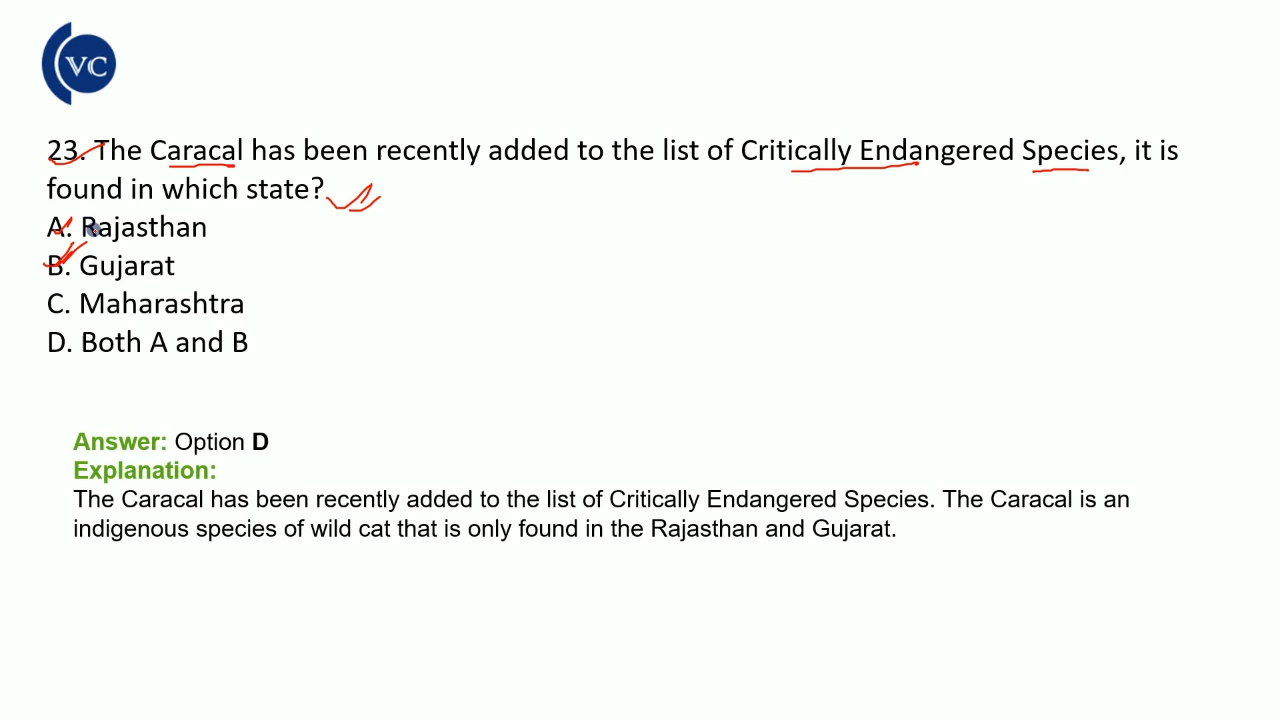 VC
23. The Caracal has been recently added to the list of Critically Endangered Species, it is
found in which state?
A. Rajasthan
B. Gujarat
C. Maharashtra
D. Both A and B
Answer: Option D
Explanation:
The Caracal has been recently added to the list of Critically Endangered Species. The Caracal is an
indigenous species of wild cat that is only found in the Rajasthan and Gujarat.